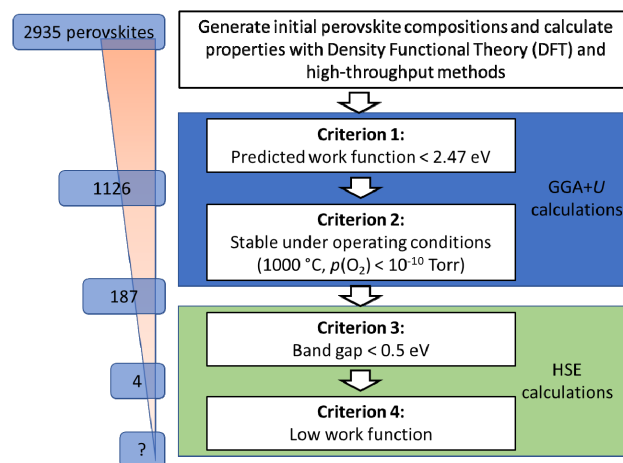 2935 perovskites
Generate initial perovskite compositions and calculate
properties with Density Functional Theory (DFT) and
high-throughput methods
Criterion 1:
Predicted work function < 2.47 eV
1126
GGA+U
calculations
Criterion 2:
Stable under operating conditions
(1000 °C, p(O₂) < 10⁻¹⁰ Torr)
187
Criterion 3:
Band gap < 0.5 eV
4
HSE
calculations
Criterion 4:
Low work function
?